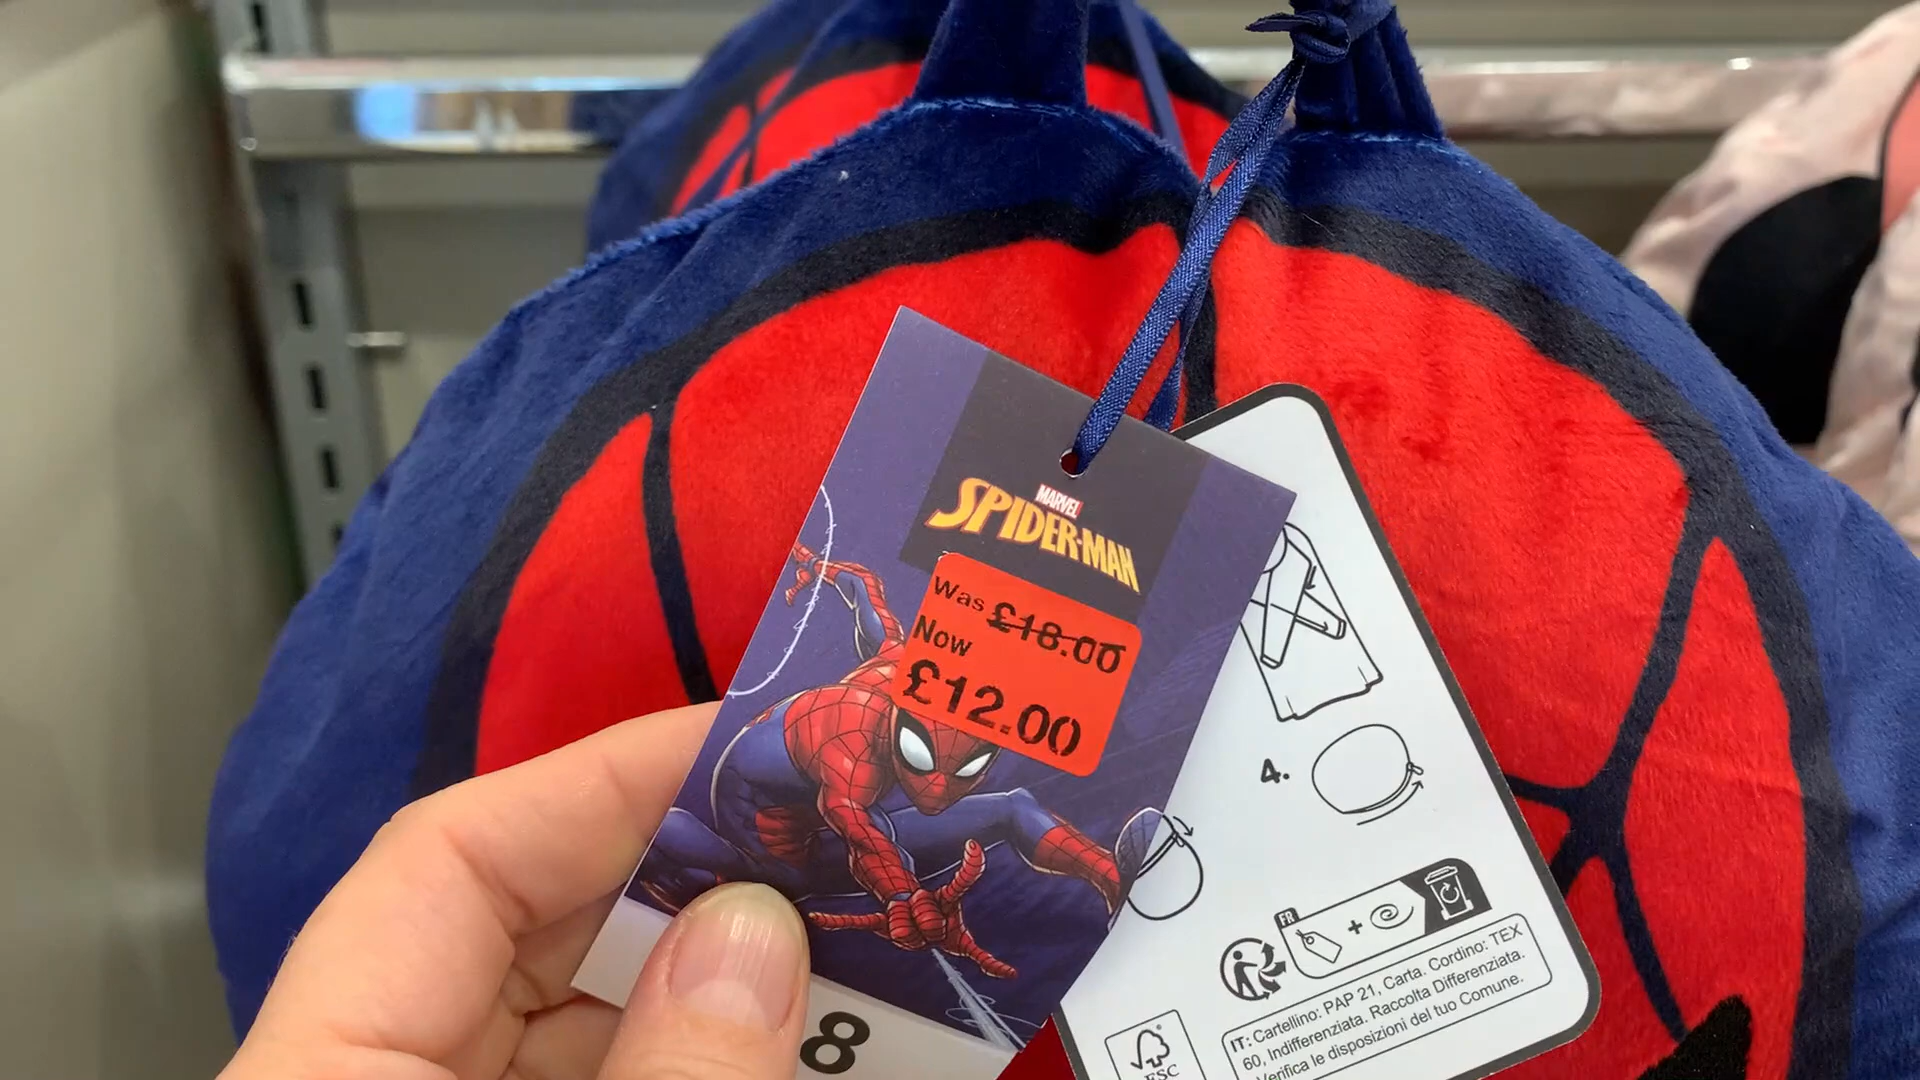 MARVEL
SPIDER-MAN
Was £18.00
Now
£12.00
8
4.
FR
+
IT: Cartellino: PAP 21, Carta. Cordino: TEX
60, Indifferenziata. Raccolta Differenziata.
Verifica le disposizioni del tuo Comune.
FSC